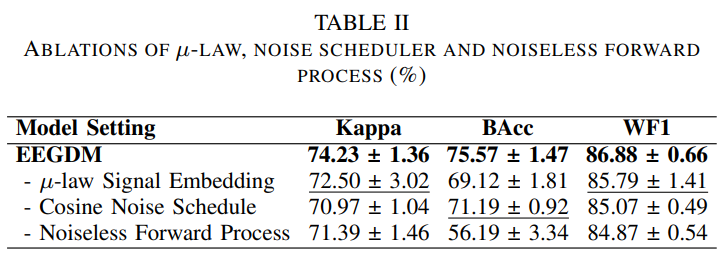 TABLE II
ABLATIONS OF μ-LAW, NOISE SCHEDULER AND NOISELESS FORWARD
PROCESS (%)
Model Setting Kappa BAcc WF1
EEGDM 74.23 ± 1.36 75.57 ± 1.47 86.88 ± 0.66
- μ-law Signal Embedding 72.50 ± 3.02 69.12 ± 1.81 85.79 ± 1.41
- Cosine Noise Schedule 70.97 ± 1.04 71.19 ± 0.92 85.07 ± 0.49
- Noiseless Forward Process 71.39 ± 1.46 56.19 ± 3.34 84.87 ± 0.54